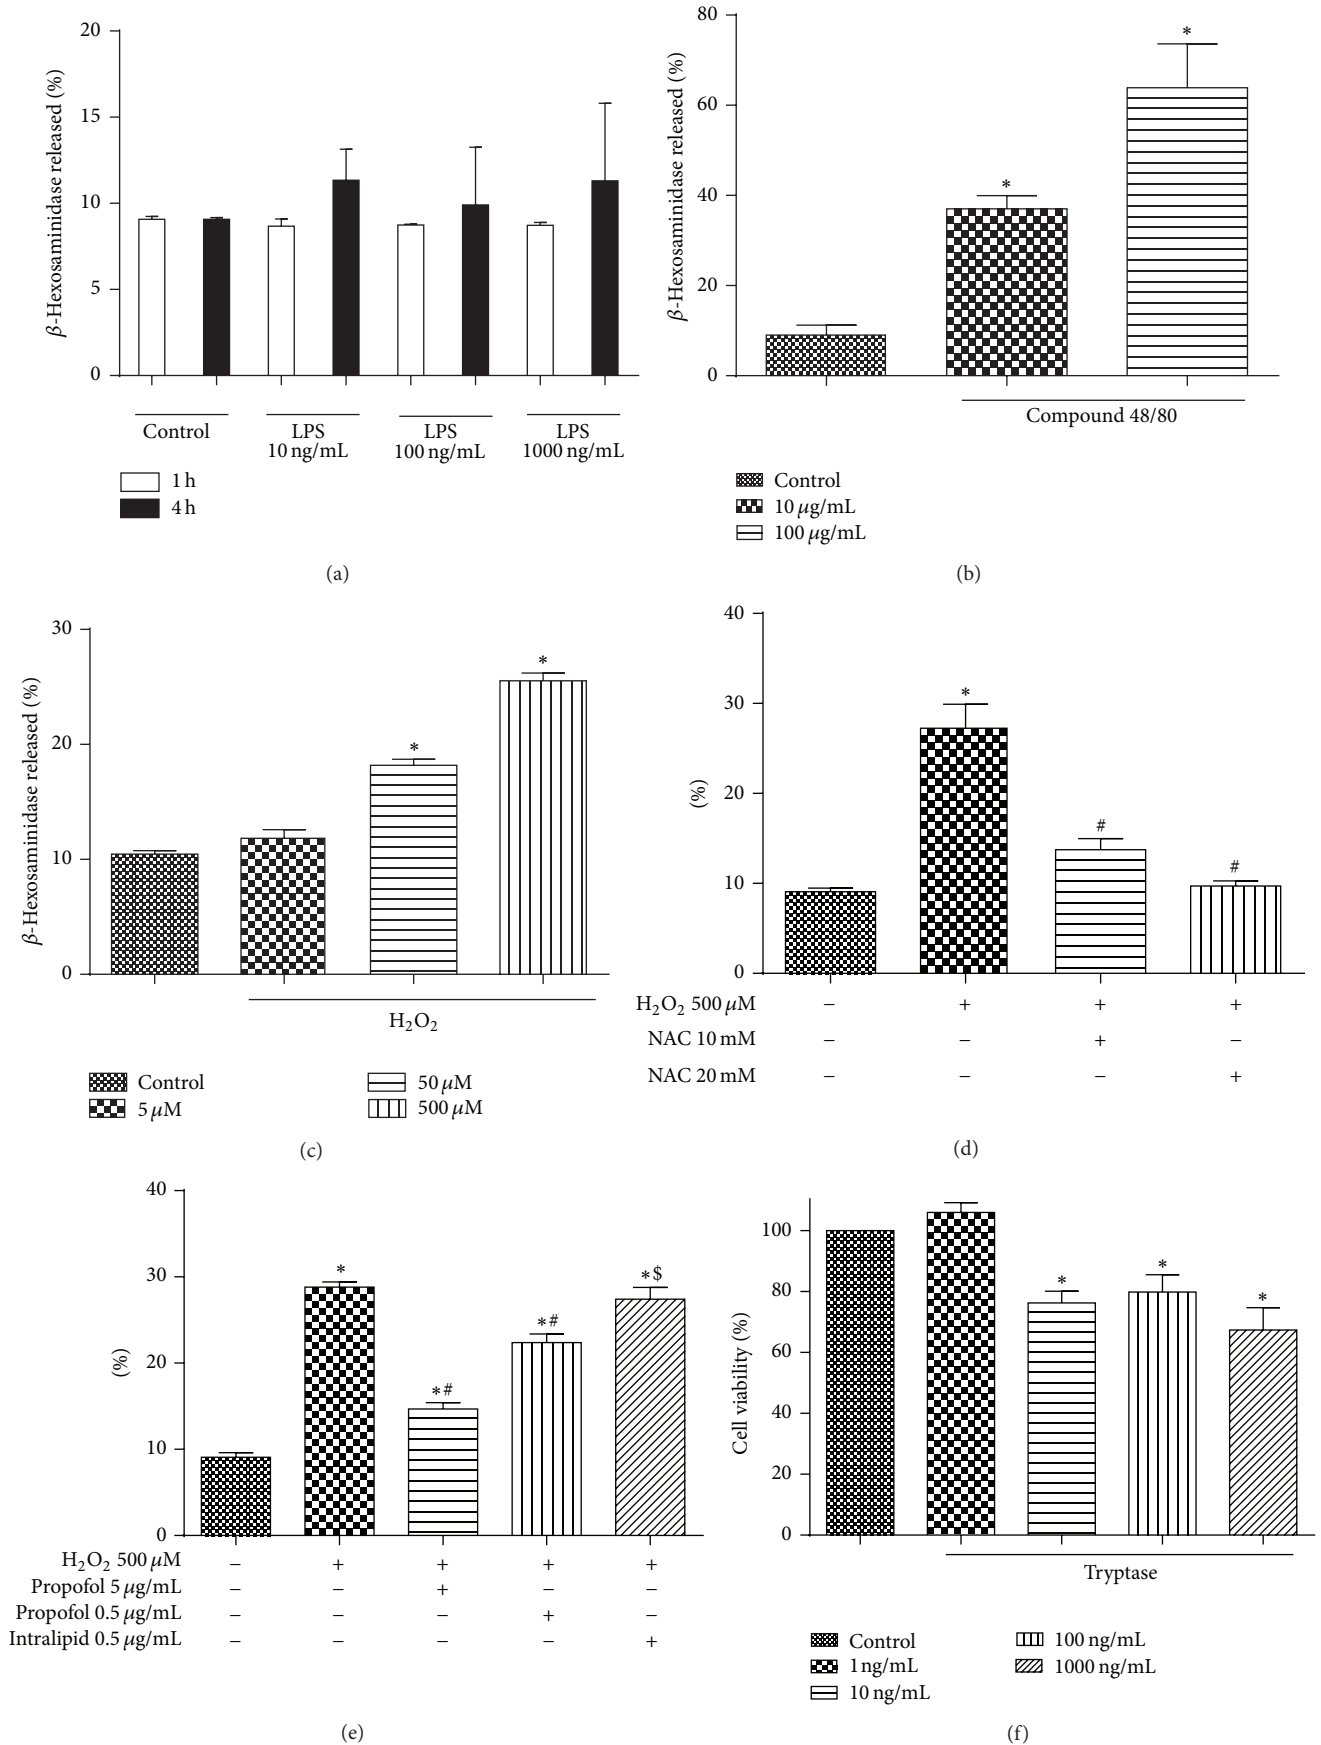 β-Hexosaminidase released (%)
20
15
10
5
0
Control
LPS
10 ng/mL
LPS
100 ng/mL
LPS
1000 ng/mL
1 h
4 h
(a)
β-Hexosaminidase released (%)
80
60
40
20
0
*
*
Compound 48/80
Control
10 μg/mL
100 μg/mL
(b)
β-Hexosaminidase released (%)
30
20
10
0
*
*
H₂O₂
Control
5 μM
50 μM
500 μM
(c)
(%)
40
30
20
10
0
*
#
#
H₂O₂ 500 μM − + + +
NAC 10 mM − − + −
NAC 20 mM − − − +
(d)
(%)
40
30
20
10
0
*
*#
*#
*$
H₂O₂ 500 μM − + + + +
Propofol 5 μg/mL − − + − −
Propofol 0.5 μg/mL − − − + −
Intralipid 0.5 μg/mL − − − − +
(e)
Cell viability (%)
100
80
60
40
20
0
*
*
*
Tryptase
Control
1 ng/mL
10 ng/mL
100 ng/mL
1000 ng/mL
(f)